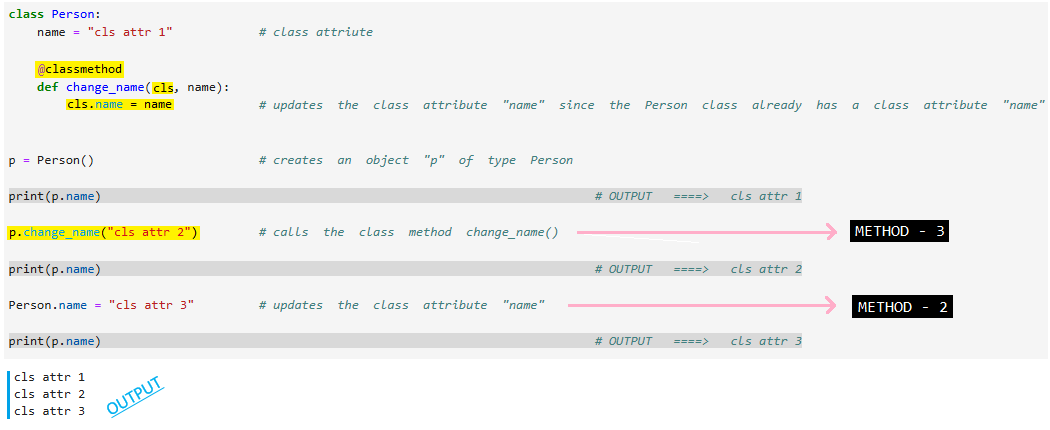 class Person:
    name = "cls attr 1"            # class attriute
    @classmethod
    def change_name(cls, name):
        cls.name = name            # updates the class attribute "name" since the Person class already has a class attribute "name"
p = Person()                       # creates an object "p" of type Person
print(p.name)                      # OUTPUT ====> cls attr 1
p.change_name("cls attr 2")        # calls the class method change_name() METHOD - 3
print(p.name)                      # OUTPUT ====> cls attr 2
Person.name = "cls attr 3"         # updates the class attribute "name" METHOD - 2
print(p.name)                      # OUTPUT ====> cls attr 3
cls attr 1
cls attr 2
cls attr 3
OUTPUT